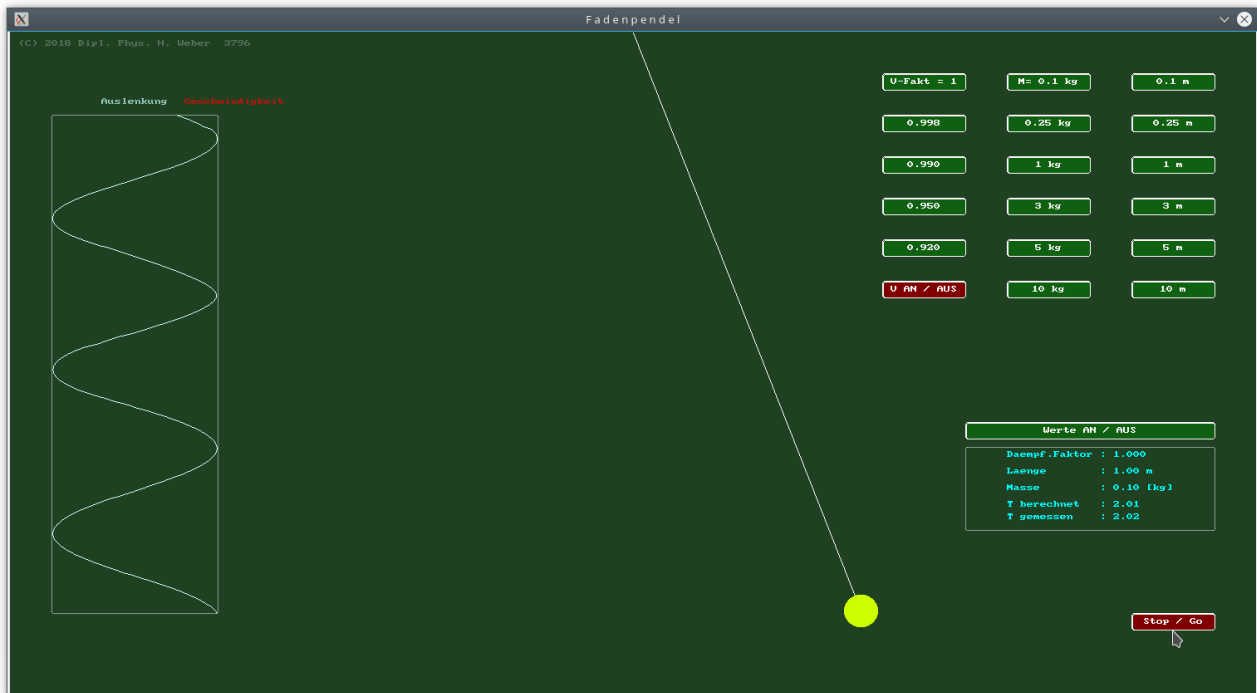 Fadenpendel
(C) 2018 Dipl. Phys. H. Weber 3796
Auslenkung Geschwindigkeit
V-Fakt = 1 M= 0.1 kg 0.1 m
0.998 0.25 kg 0.25 m
0.990 1 kg 1 m
0.950 3 kg 3 m
0.920 5 kg 5 m
V AN / AUS 10 kg 10 m
Werte AN / AUS
Daempf.Faktor : 1.000
Laenge : 1.00 m
Masse : 0.10 [kg]
T berechnet : 2.01
T gemessen : 2.02
Stop / Go